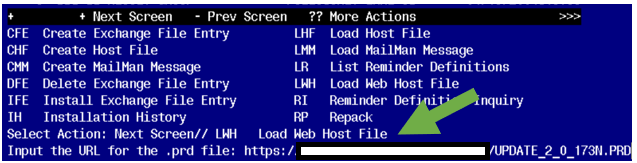 + + Next Screen - Prev Screen ?? More Actions >>>
CFE Create Exchange File Entry LHF Load Host File
CHF Create Host File LMM Load MailMan Message
CMM Create MailMan Message LR List Reminder Definitions
DFE Delete Exchange File Entry LWH Load Web Host File
IFE Install Exchange File Entry RI Reminder Definition Inquiry
IH Installation History RP Repack
Select Action: Next Screen// LWH Load Web Host File
Input the URL for the .prd file: https:/ /UPDATE_2_0_173N.PRD